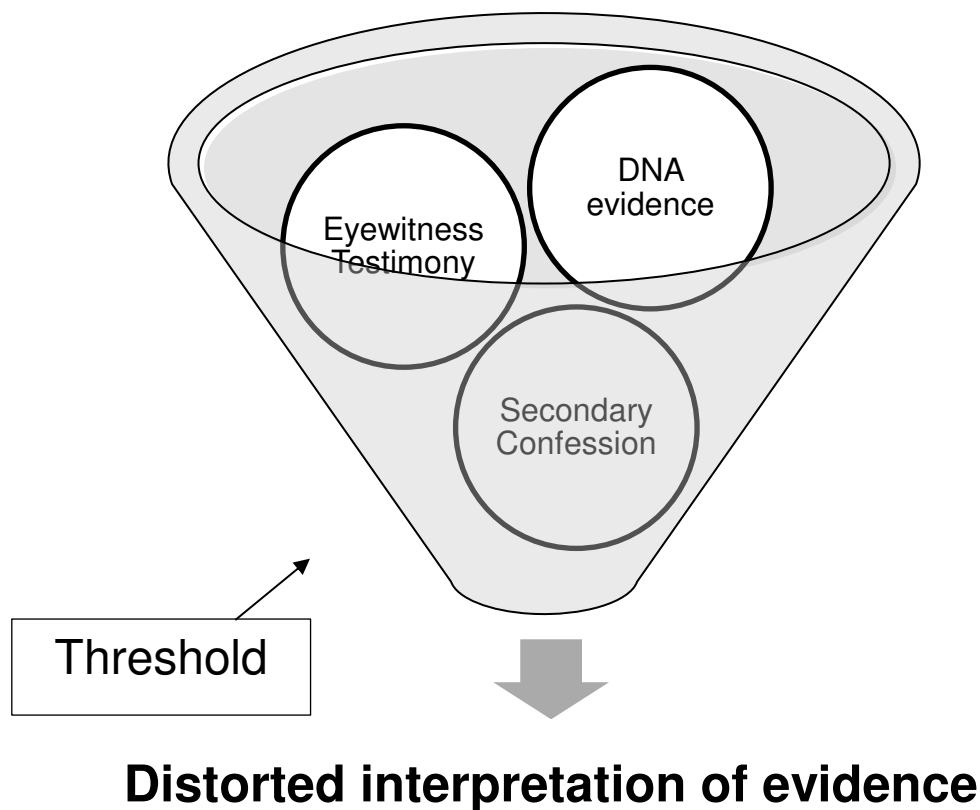 DNA
evidence
Eyewitness
Testimony
Secondary
Confession
Threshold
Distorted interpretation of evidence